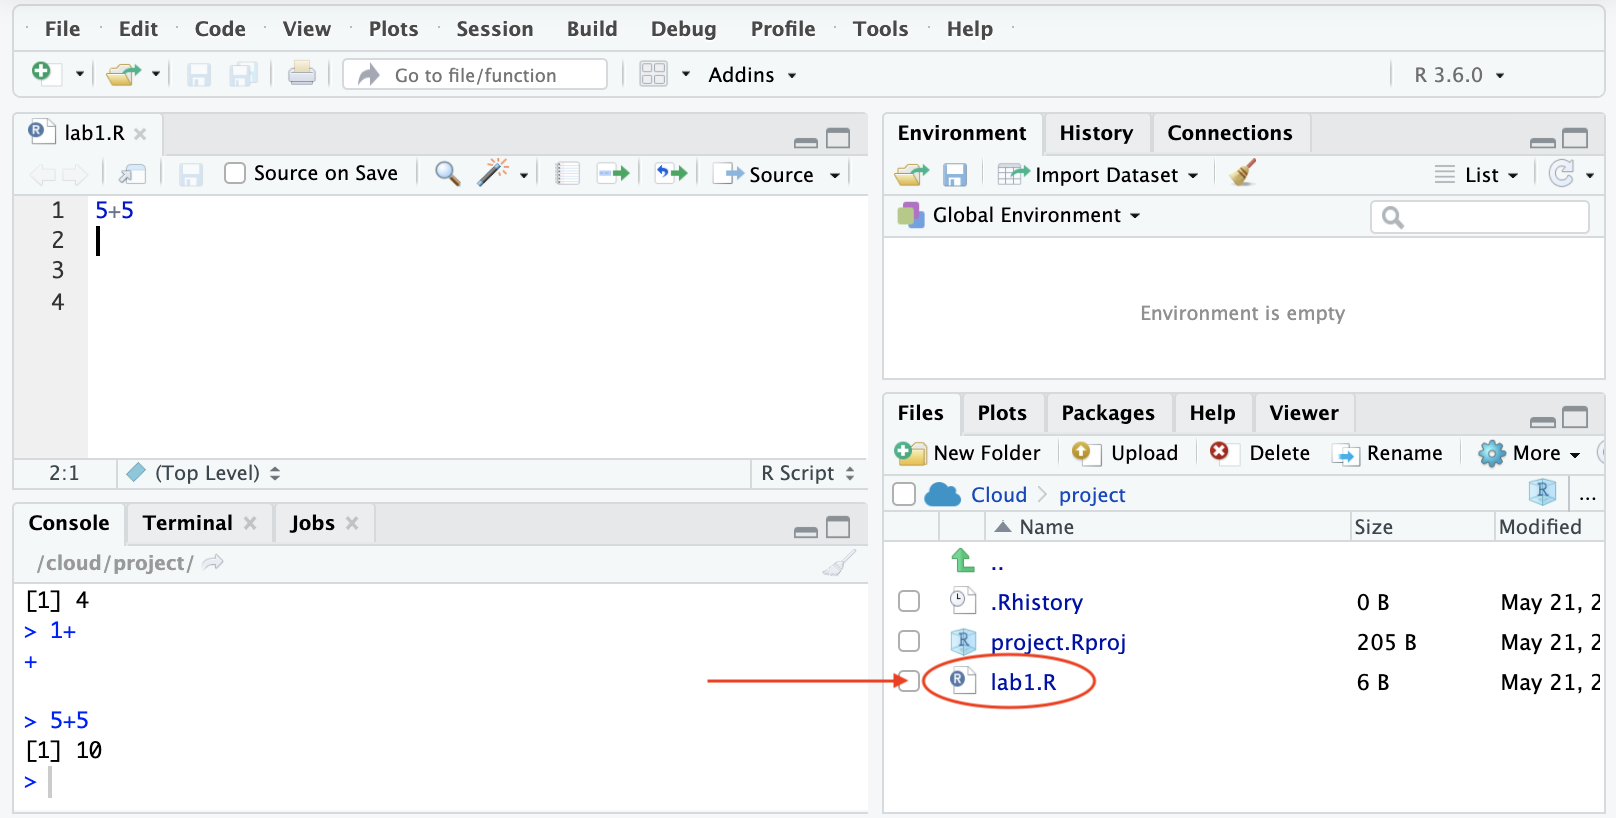 File Edit Code View Plots Session Build Debug Profile Tools Help
Go to file/function Addins R 3.6.0
lab1.R
Source on Save Source
1 5+5
2
3
4
2:1 (Top Level) R Script
Console Terminal Jobs
/cloud/project/
[1] 4
> 1+
+
> 5+5
[1] 10
>
Environment History Connections
Import Dataset List
Global Environment
Environment is empty
Files Plots Packages Help Viewer
New Folder Upload Delete Rename More
Cloud project R ...
Name Size Modified
..
.Rhistory 0 B May 21, 2
project.Rproj 205 B May 21, 2
lab1.R 6 B May 21, 2